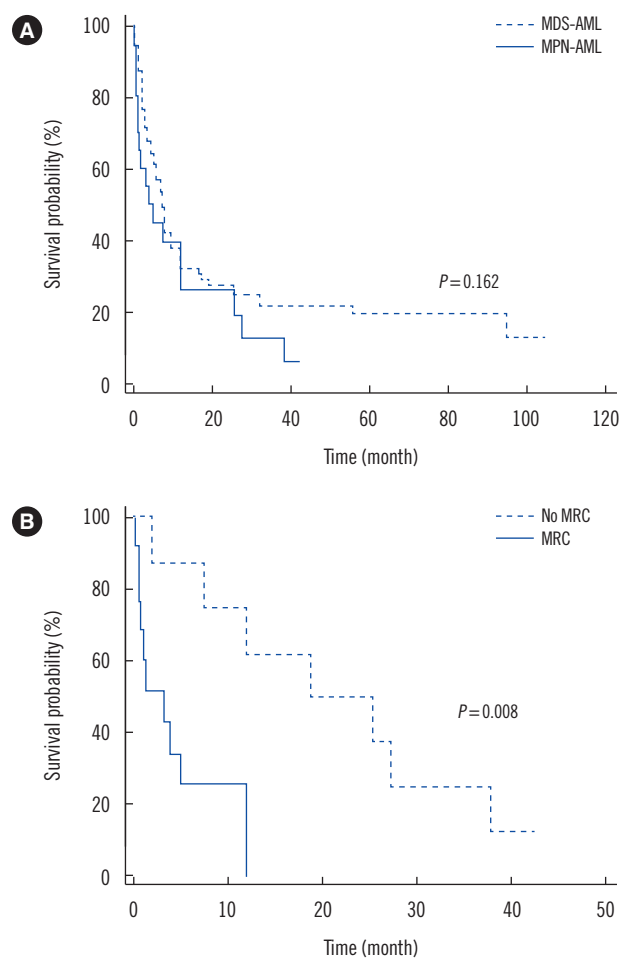 A
MDS-AML
MPN-AML
Survival probability (%)
100
80
60
40
20
0
P=0.162
0 20 40 60 80 100 120
Time (month)
B
No MRC
MRC
Survival probability (%)
100
80
60
40
20
0
P=0.008
0 10 20 30 40 50
Time (month)